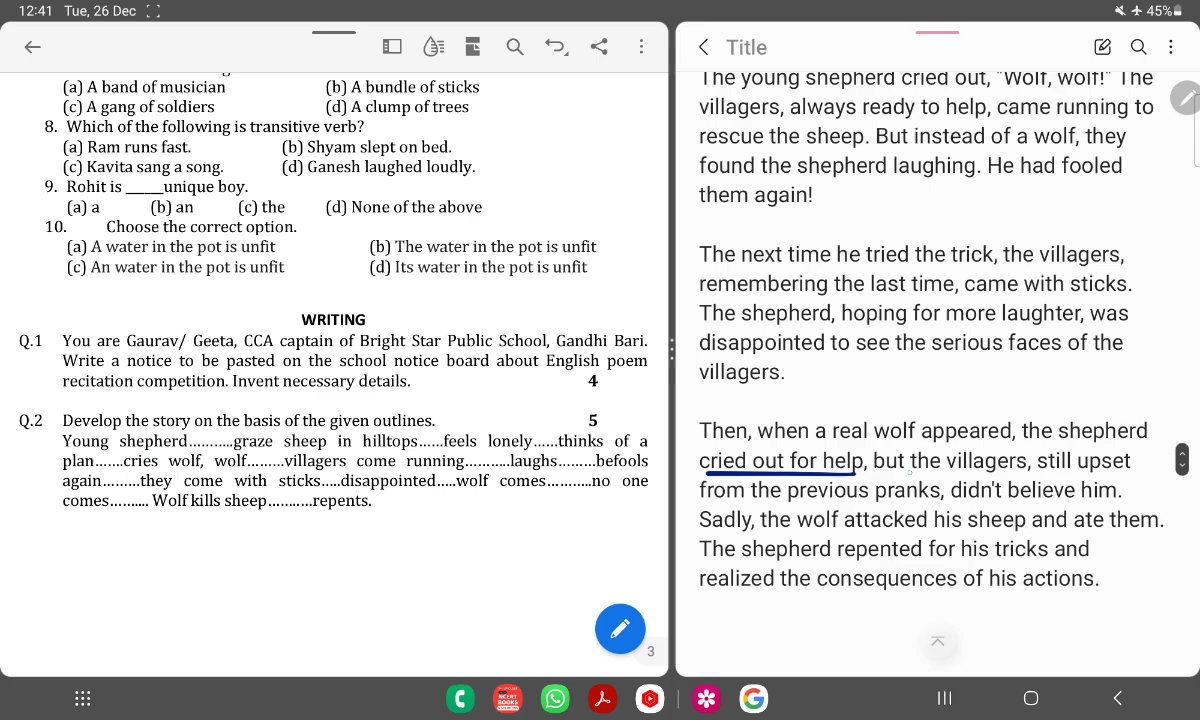 12:41 Tue, 26 Dec
45%
(a) A band of musician (b) A bundle of sticks
(c) A gang of soldiers (d) A clump of trees
8. Which of the following is transitive verb?
(a) Ram runs fast. (b) Shyam slept on bed.
(c) Kavita sang a song. (d) Ganesh laughed loudly.
9. Rohit is _____unique boy.
(a) a (b) an (c) the (d) None of the above
10. Choose the correct option.
(a) A water in the pot is unfit (b) The water in the pot is unfit
(c) An water in the pot is unfit (d) Its water in the pot is unfit
WRITING
Q.1 You are Gaurav/ Geeta, CCA captain of Bright Star Public School, Gandhi Bari.
Write a notice to be pasted on the school notice board about English poem
recitation competition. Invent necessary details. 4
Q.2 Develop the story on the basis of the given outlines. 5
Young shepherd...........graze sheep in hilltops......feels lonely......thinks of a
plan.......cries wolf, wolf.........villagers come running...........laughs.........befools
again.........they come with sticks.....disappointed.....wolf comes...........no one
comes.......... Wolf kills sheep...........repents.
3
Title
The young shepherd cried out, "Wolf, wolf!" The
villagers, always ready to help, came running to
rescue the sheep. But instead of a wolf, they
found the shepherd laughing. He had fooled
them again!
The next time he tried the trick, the villagers,
remembering the last time, came with sticks.
The shepherd, hoping for more laughter, was
disappointed to see the serious faces of the
villagers.
Then, when a real wolf appeared, the shepherd
cried out for help, but the villagers, still upset
from the previous pranks, didn't believe him.
Sadly, the wolf attacked his sheep and ate them.
The shepherd repented for his tricks and
realized the consequences of his actions.
NCERT
BOOKS